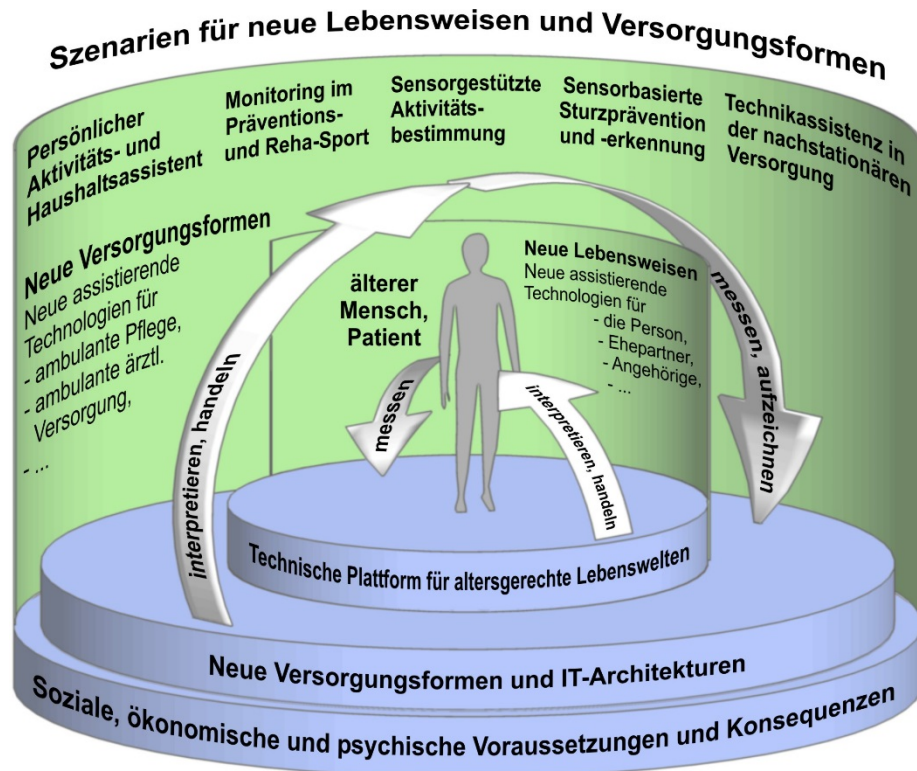 Szenarien für neue Lebensweisen und Versorgungsformen
Persönlicher
Aktivitäts- und
Haushaltsassistent
Monitoring im
Präventions-
und Reha-Sport
Sensorgestützte
Aktivitäts-
bestimmung
Sensorbasierte
Sturzprävention
und -erkennung
Technikassistenz in
der nachstationären
Versorgung
Neue Versorgungsformen
Neue assistierende
Technologien für
- ambulante Pflege,
- ambulante ärztl.
Versorgung,
- ...
älterer
Mensch,
Patient
Neue Lebensweisen
Neue assistierende
Technologien für
- die Person,
- Ehepartner,
- Angehörige,
- ...
interpretieren, handeln
messen
interpretieren, handeln
messen, aufzeichnen
Technische Plattform für altersgerechte Lebenswelten
Neue Versorgungsformen und IT-Architekturen
Soziale, ökonomische und psychische Voraussetzungen und Konsequenzen